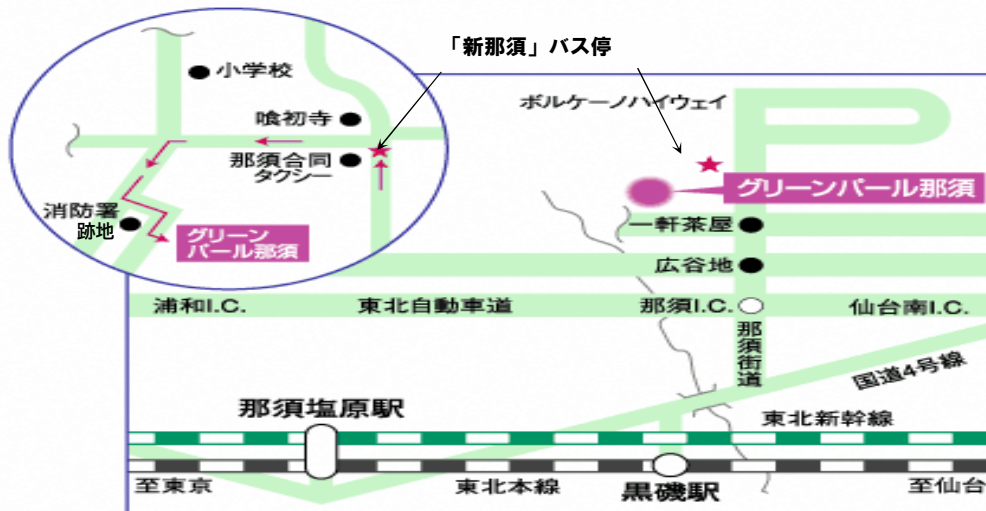 「新那須」バス停
小学校
喰初寺
那須合同
タクシー
消防署
跡地
グリーン
パール那須
ボルケーノハイウェイ
グリーンパール那須
一軒茶屋
広谷地
浦和I.C.
東北自動車道
那須I.C.
仙台南I.C.
那須街道
国道4号線
那須塩原駅
東北新幹線
至東京
東北本線
黒磯駅
至仙台